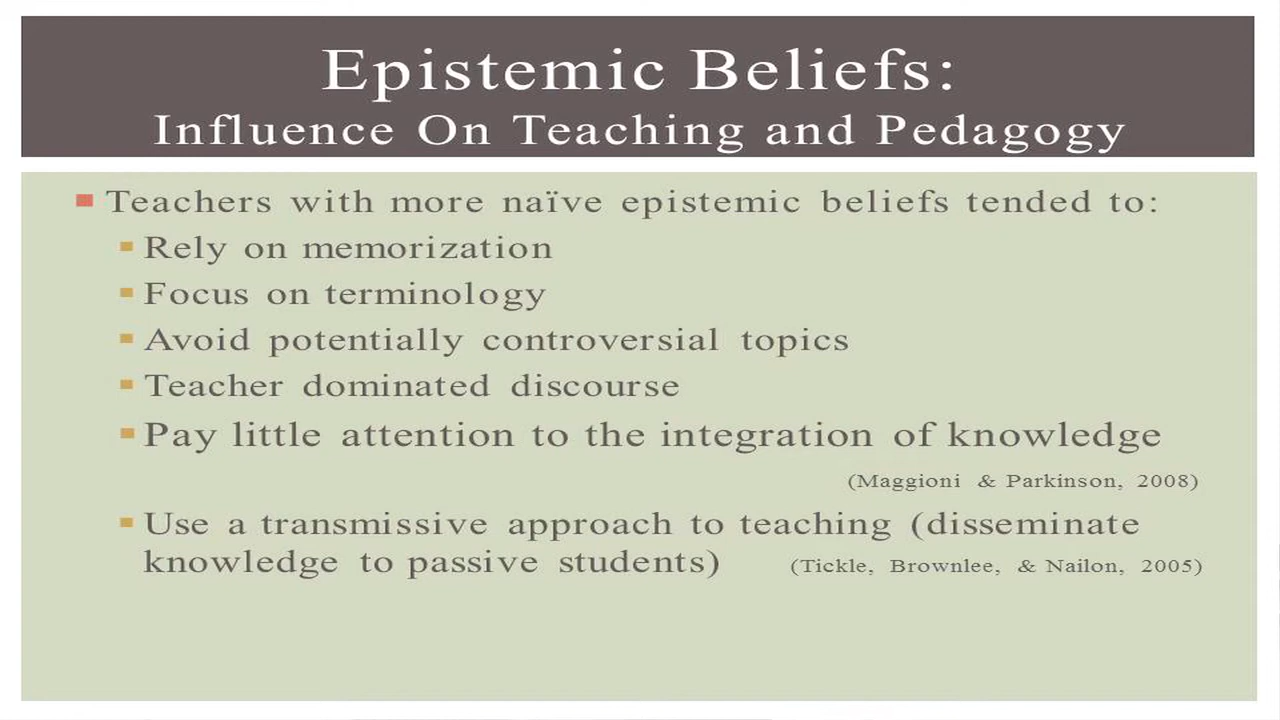 Epistemic Beliefs:
Influence On Teaching and Pedagogy
Teachers with more naïve epistemic beliefs tended to:
Rely on memorization
Focus on terminology
Avoid potentially controversial topics
Teacher dominated discourse
Pay little attention to the integration of knowledge
(Maggioni & Parkinson, 2008)
Use a transmissive approach to teaching (disseminate
knowledge to passive students) (Tickle, Brownlee, & Nailon, 2005)